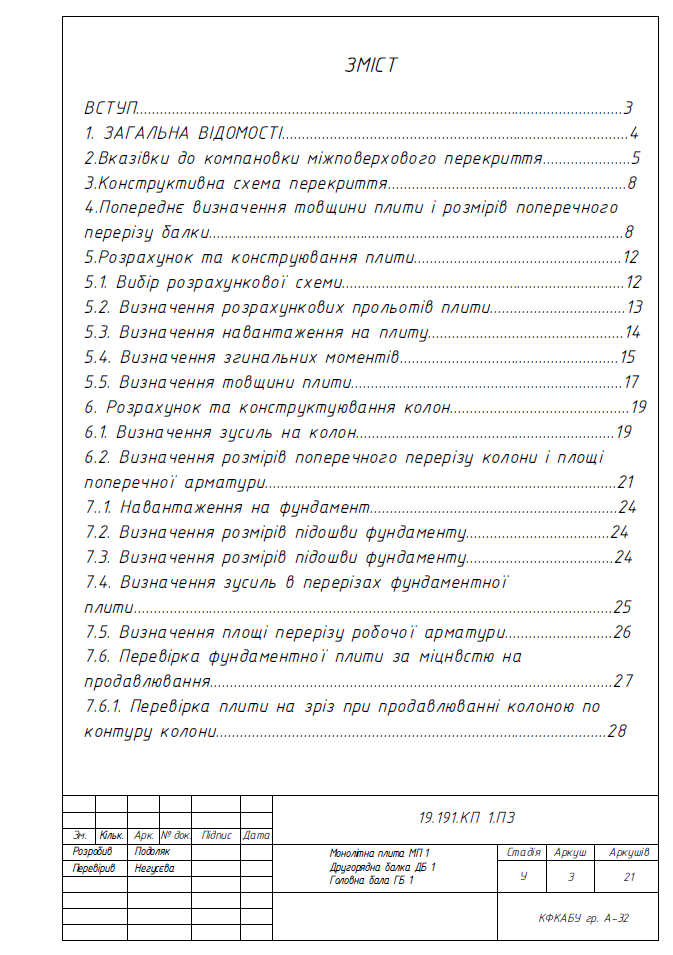 ЗМІСТ
ВСТУП...3
1. ЗАГАЛЬНА ВІДОМОСТІ...4
2.Вказівки до компановки міжповерхового перекриття...5
3.Конструктивна схема перекриття...8
4.Попереднє визначення товщини плити і розмірів поперечного
перерізу балки...8
5.Розрахунок та конструювання плити...12
5.1. Вибір розрахункової схеми...12
5.2. Визначення розрахункових прольотів плити...13
5.3. Визначення навантаження на плиту...14
5.4. Визначення згинальних моментів...15
5.5. Визначення товщини плити...17
6. Розрахунок та конструктуювання колон...19
6.1. Визначення зусиль на колон...19
6.2. Визначення розмірів поперечного перерізу колони і площі
поперечної арматури...21
7..1. Навантаження на фундамент...24
7.2. Визначення розмірів підошви фундаменту...24
7.3. Визначення розмірів підошви фундаменту...24
7.4. Визначення зусиль в перерізах фундаментної
плити...25
7.5. Визначення площі перерізу робочої арматури...26
7.6. Перевірка фундаментної плити за міцнвстю на
продавлювання...27
7.6.1. Перевірка плити на зріз при продавлюванні колоною по
контуру колони...28
19.191.КП 1.ПЗ
Зм. Кільк. Арк. № док. Підпис Дата
Розробив Подоляк
Перевірив Негусєва
Монолітна плита МП 1
Другорядна балка ДБ 1
Головна бала ГБ 1
Стадія Аркуш Аркушів
У 3 21
КФКАБУ гр. А-32